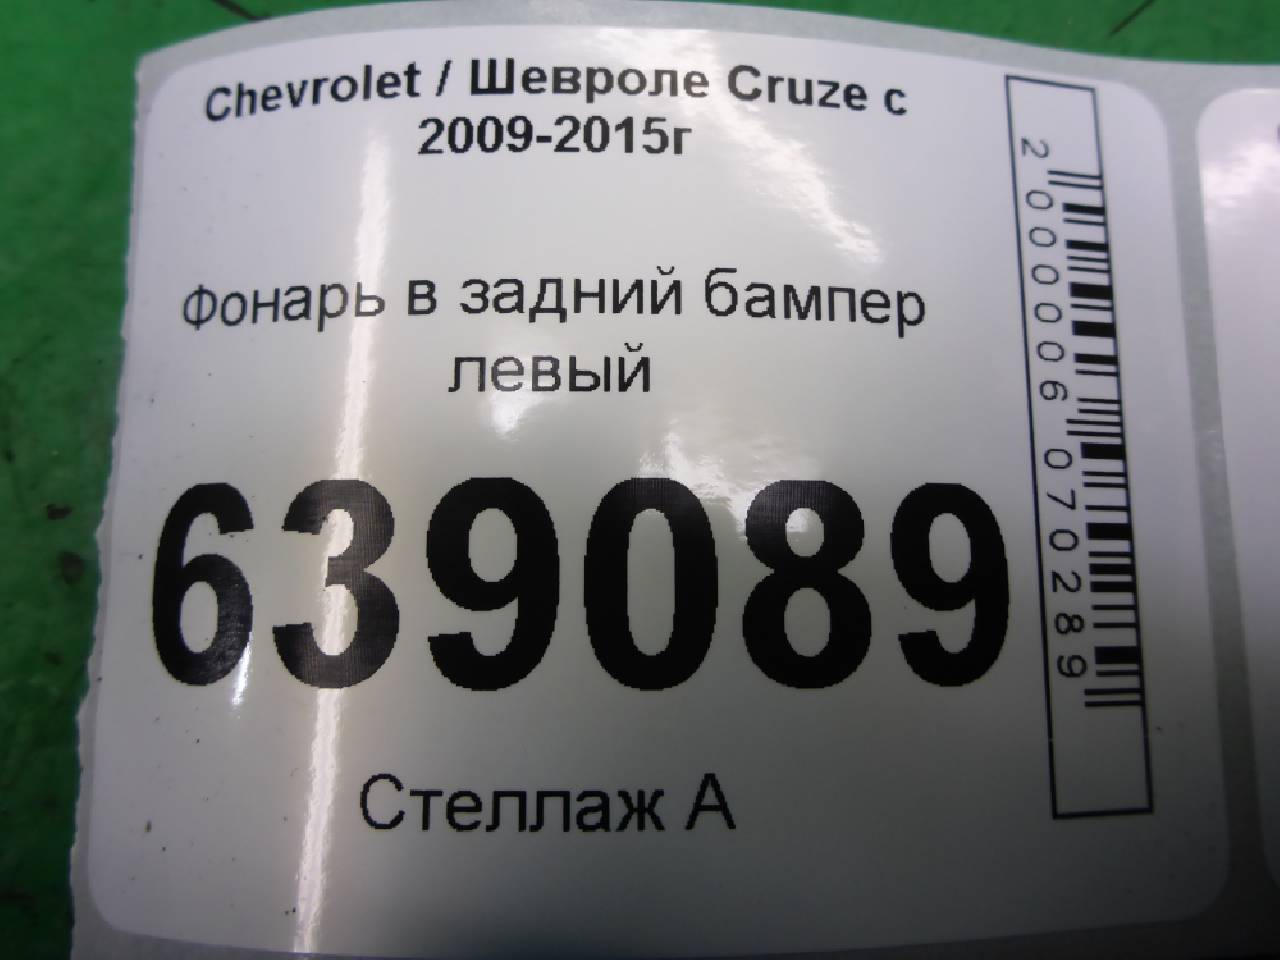 Chevrolet / Шевроле Cruze с
2009-2015г
Фонарь в задний бампер
левый
639089
Стеллаж А
2000006070289